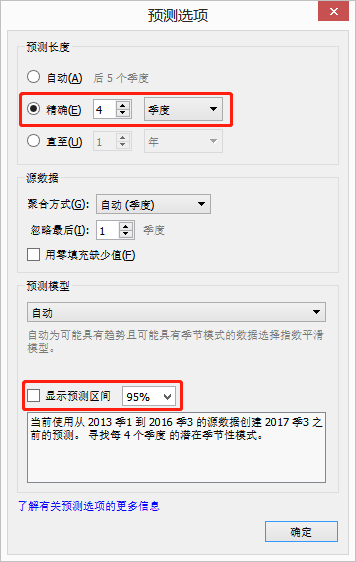 预测选项
预测长度
自动(A) 后 5 个季度
精确(E) 4 季度
直至(U) 1 年
源数据
聚合方式(G): 自动 (季度)
忽略最后(I): 1 季度
用零填充缺少值(F)
预测模型
自动
自动为可能具有趋势且可能具有季节模式的数据选择指数平滑
模型。
显示预测区间 95%
当前使用从 2013 季1 到 2016 季3 的源数据创建 2017 季3 之
前的预测。 寻找每 4 个季度 的潜在季节性模式。
了解有关预测选项的更多信息
确定